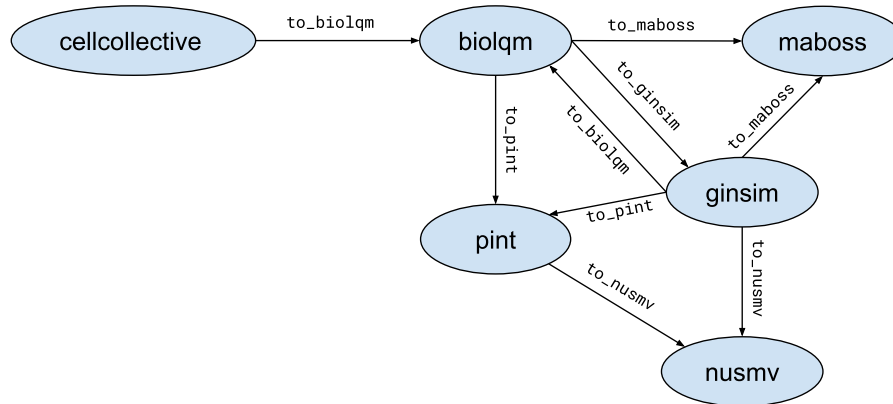 to_biolqm
to_maboss
cellcollective
biolqm
maboss
to_ginsim
to_maboss
to_pint
to_biolqm
ginsim
to_pint
pint
to_nusmv
to_nusmv
nusmv